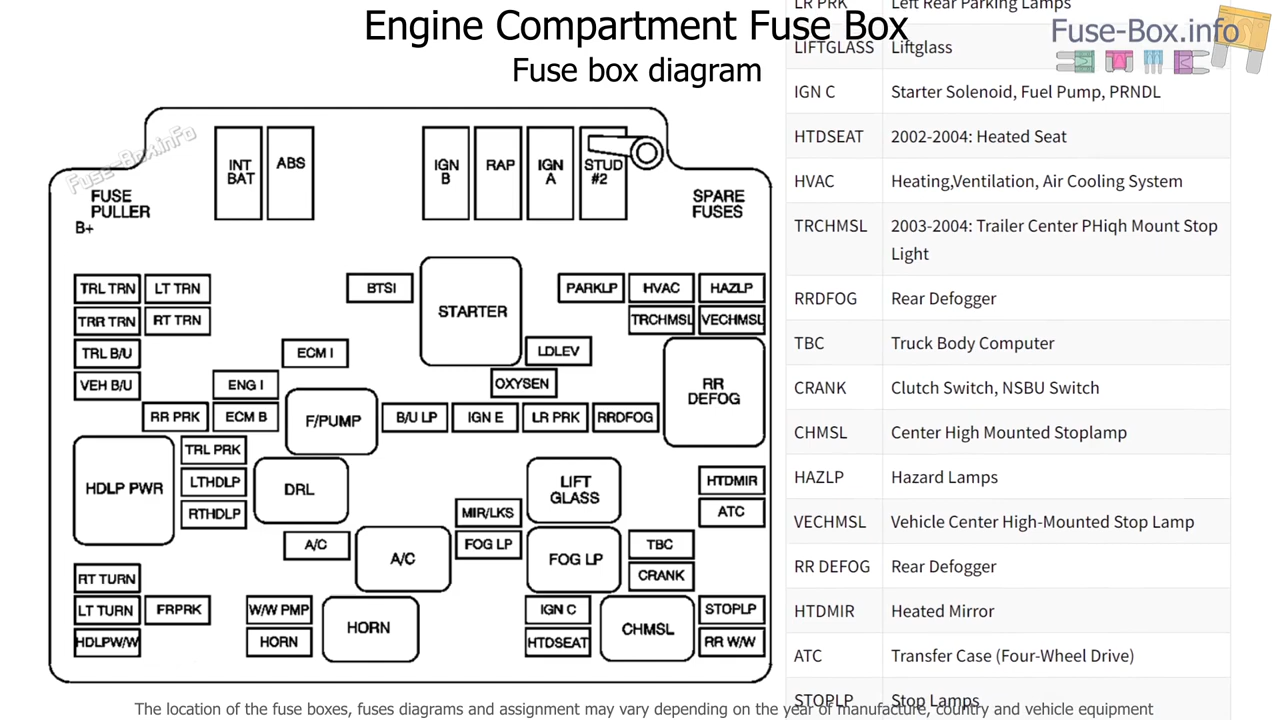 Engine Compartment Fuse Box
Fuse box diagram
Fuse-Box.info
Fuse-Box.info
FUSE
PULLER
B+
INT
BAT
ABS
IGN
B
RAP
IGN
A
STUD
#2
SPARE
FUSES
TRL TRN
LT TRN
BTSI
STARTER
PARKLP
HVAC
HAZLP
TRR TRN
RT TRN
TRCHMSL
VECHMSL
TRL B/U
ECM I
LDLEV
RR
DEFOG
VEH B/U
ENG I
OXYSEN
RR PRK
ECM B
F/PUMP
B/U LP
IGN E
LR PRK
RRDFOG
HDLP PWR
TRL PRK
LTHDLP
RTHDLP
DRL
LIFT
GLASS
HTDMIR
ATC
MIR/LKS
FOG LP
A/C
A/C
FOG LP
TBC
CRANK
RT TURN
LT TURN
FRPRK
HDLPW/W
W/W PMP
HORN
HORN
IGN C
HTDSEAT
CHMSL
STOPLP
RR W/W
LR PRK Left Rear Parking Lamps
LIFTGLASS Liftglass
IGN C Starter Solenoid, Fuel Pump, PRNDL
HTDSEAT 2002-2004: Heated Seat
HVAC Heating,Ventilation, Air Cooling System
TRCHMSL 2003-2004: Trailer Center PHiqh Mount Stop
Light
RRDFOG Rear Defogger
TBC Truck Body Computer
CRANK Clutch Switch, NSBU Switch
CHMSL Center High Mounted Stoplamp
HAZLP Hazard Lamps
VECHMSL Vehicle Center High-Mounted Stop Lamp
RR DEFOG Rear Defogger
HTDMIR Heated Mirror
ATC Transfer Case (Four-Wheel Drive)
STOPLP Stop Lamps
The location of the fuse boxes, fuses diagrams and assignment may vary depending on the year of manufacture, country and vehicle equipment